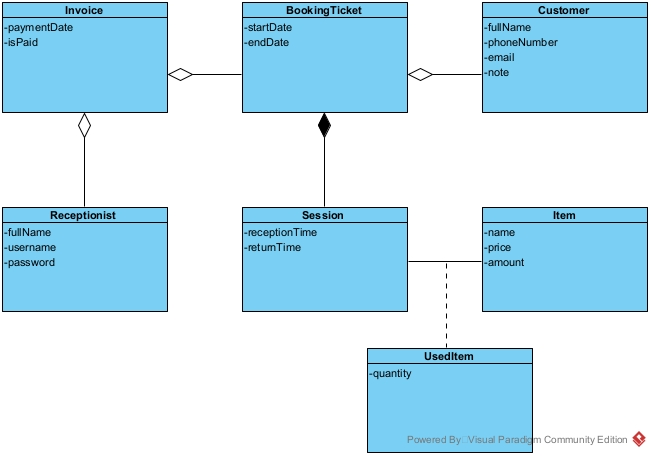 Invoice
-paymentDate
-isPaid
BookingTicket
-startDate
-endDate
Customer
-fullName
-phoneNumber
-email
-note
Receptionist
-fullName
-username
-password
Session
-receptionTime
-returnTime
Item
-name
-price
-amount
UsedItem
-quantity
Powered By Visual Paradigm Community Edition